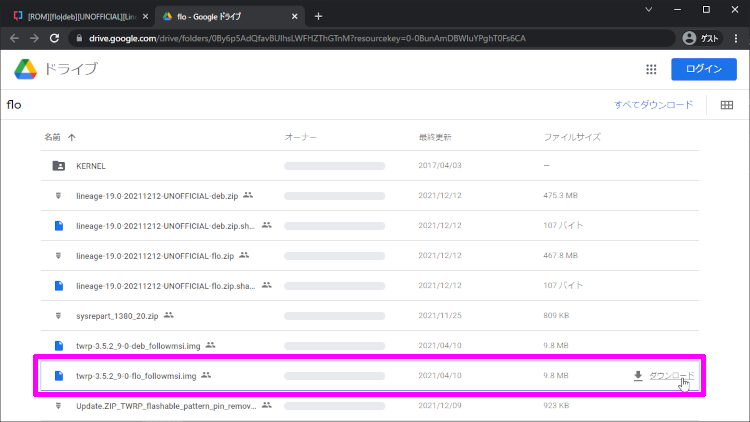 [ROM][flo|deb][UNOFFICIAL][Line
flo - Google ドライブ
drive.google.com/drive/folders/0By6p5AdQfavBUlhsLWFHZThGTnM?resourcekey=0-0BunAmD8WIuYPghT0Fs6CA
ゲスト
ドライブ
ログイン
flo
すべてダウンロード
名前 オーナー 最終更新 ファイルサイズ
KERNEL 2017/04/03 —
lineage-19.0-20211212-UNOFFICIAL-deb.zip 2021/12/12 475.3 MB
lineage-19.0-20211212-UNOFFICIAL-deb.zip.sh... 2021/12/12 107 バイト
lineage-19.0-20211212-UNOFFICIAL-flo.zip 2021/12/12 467.8 MB
lineage-19.0-20211212-UNOFFICIAL-flo.zip.sha... 2021/12/12 107 バイト
sysrepart_1380_20.zip 2021/11/25 809 KB
twrp-3.5.2_9-0-deb_followmsi.img 2021/04/10 9.8 MB
twrp-3.5.2_9-0-flo_followmsi.img 2021/04/10 9.8 MB ダウンロード
Update.ZIP_TWRP_flashable_pattern_pin_remov... 2021/12/09 923 KB